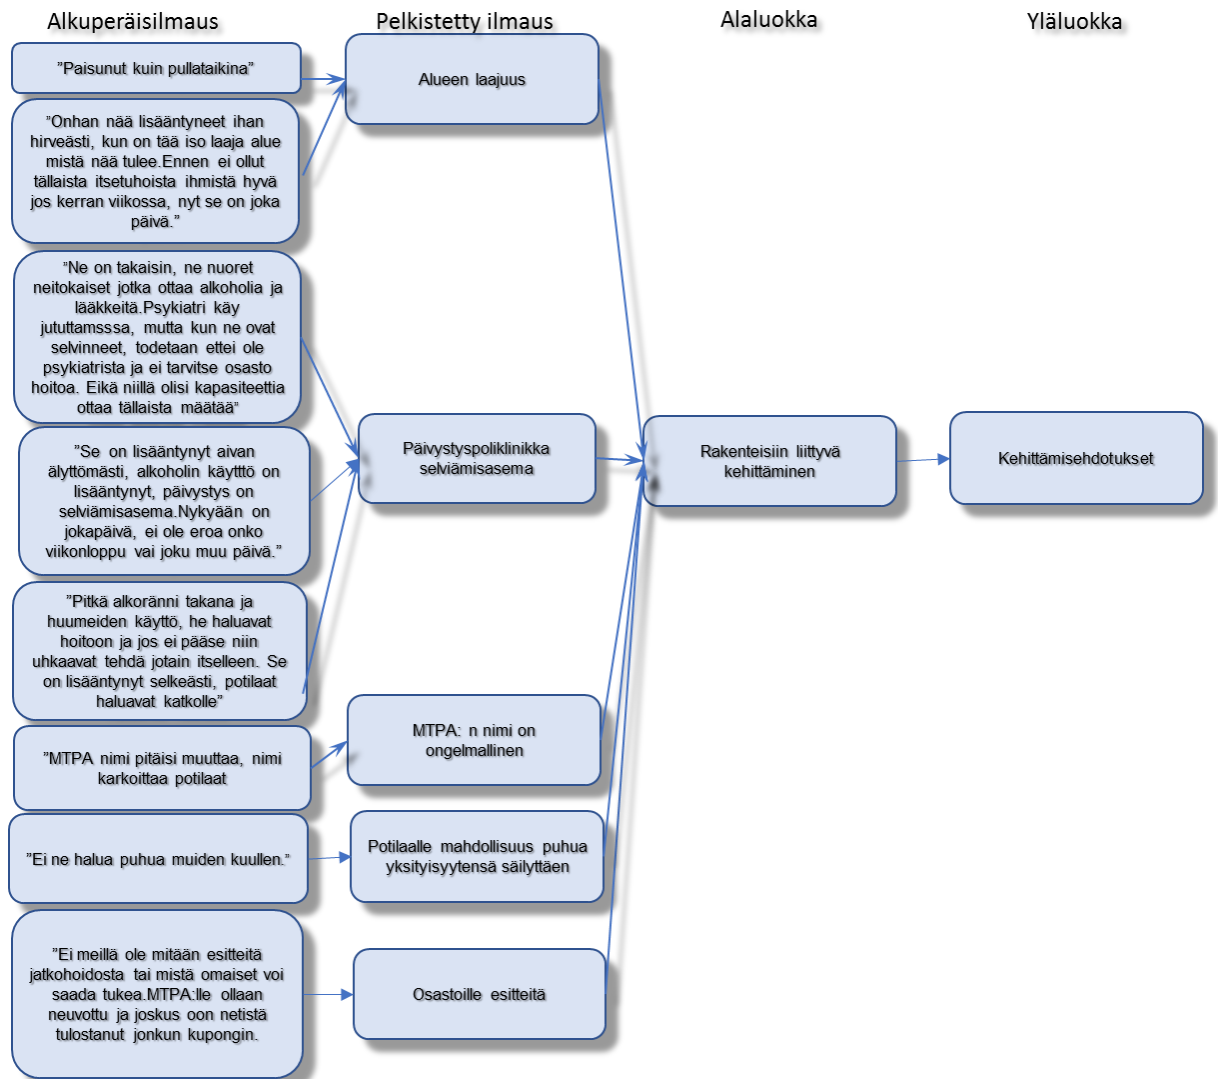 Alkuperäisilmaus
Pelkistetty ilmaus
Alaluokka
Yläluokka
”Paisunut kuin pullataikina”
”Onhan nää lisääntyneet ihan
hirveästi, kun on tää iso laaja alue
mistä nää tulee.Ennen ei ollut
tällaista itsetuhoista ihmistä hyvä
jos kerran viikossa, nyt se on joka
päivä.”
”Ne on takaisin, ne nuoret
neitokaiset jotka ottaa alkoholia ja
lääkkeitä.Psykiatri käy
jututtamsssa, mutta kun ne ovat
selvinneet, todetaan ettei ole
psykiatrista ja ei tarvitse osasto
hoitoa. Eikä niillä olisi kapasiteettia
ottaa tällaista määtää”
”Se on lisääntynyt aivan
älyttömästi, alkoholin käytttö on
lisääntynyt, päivystys on
selviämisasema.Nykyään on
jokapäivä, ei ole eroa onko
viikonloppu vai joku muu päivä.”
”Pitkä alkoränni takana ja
huumeiden käyttö, he haluavat
hoitoon ja jos ei pääse niin
uhkaavat tehdä jotain itselleen. Se
on lisääntynyt selkeästi, potilaat
haluavat katkolle”
”MTPA nimi pitäisi muuttaa, nimi
karkoittaa potilaat
”Ei ne halua puhua muiden kuullen.”
”Ei meillä ole mitään esitteitä
jatkohoidosta tai mistä omaiset voi
saada tukea.MTPA:lle ollaan
neuvottu ja joskus oon netistä
tulostanut jonkun kupongin.
Alueen laajuus
Päivystyspoliklinikka
selviämisasema
MTPA: n nimi on
ongelmallinen
Potilaalle mahdollisuus puhua
yksityisyytensä säilyttäen
Osastoille esitteitä
Rakenteisiin liittyvä
kehittäminen
Kehittämisehdotukset